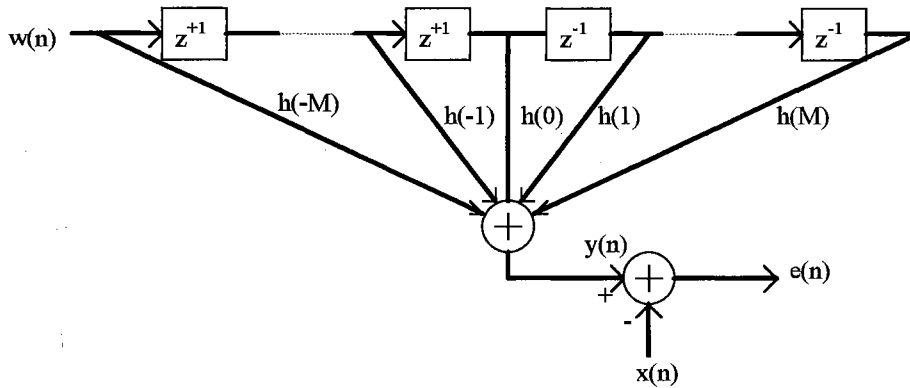 w(n) z+1 z+1 z-1 z-1
h(-M) h(-1) h(0) h(1) h(M)
+
y(n)
+ + e(n)
-
x(n)